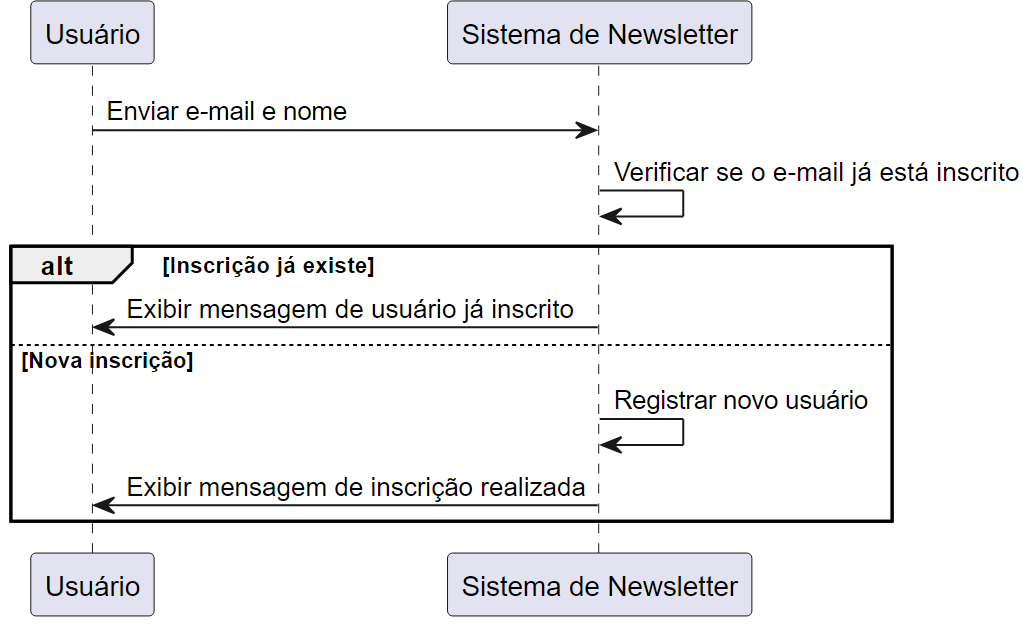 Usuário
Sistema de Newsletter
Enviar e-mail e nome
Verificar se o e-mail já está inscrito
alt
[Inscrição já existe]
Exibir mensagem de usuário já inscrito
[Nova inscrição]
Registrar novo usuário
Exibir mensagem de inscrição realizada
Usuário
Sistema de Newsletter